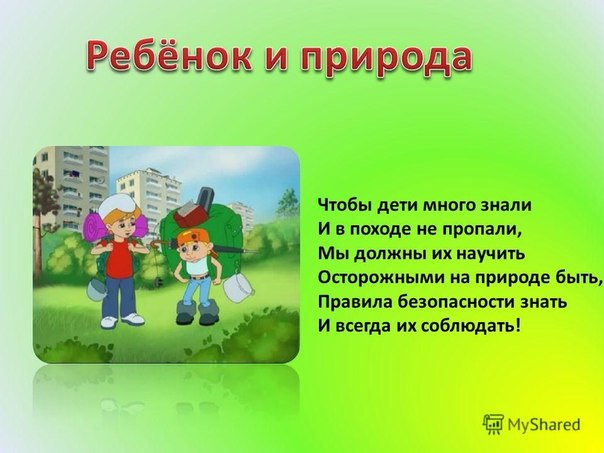 Ребёнок и природа
Чтобы дети много знали
И в походе не пропали,
Мы должны их научить
Осторожными на природе быть,
Правила безопасности знать
И всегда их соблюдать!
MyShared